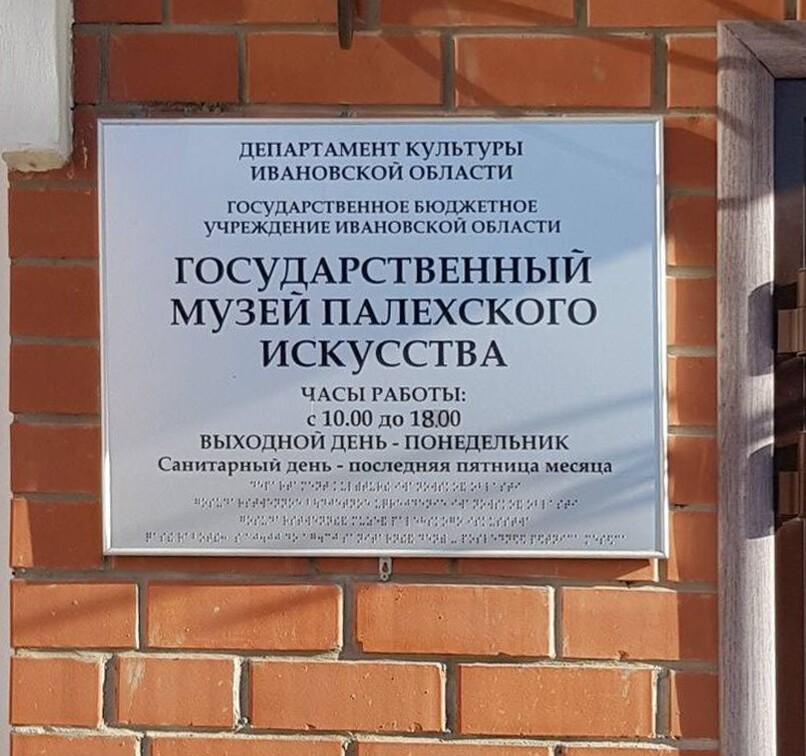 ДЕПАРТАМЕНТ КУЛЬТУРЫ
ИВАНОВСКОЙ ОБЛАСТИ
ГОСУДАРСТВЕННОЕ БЮДЖЕТНОЕ
УЧРЕЖДЕНИЕ ИВАНОВСКОЙ ОБЛАСТИ
ГОСУДАРСТВЕННЫЙ
МУЗЕЙ ПАЛЕХСКОГО
ИСКУССТВА
ЧАСЫ РАБОТЫ:
с 10.00 до 18.00
ВЫХОДНОЙ ДЕНЬ - ПОНЕДЕЛЬНИК
Санитарный день - последняя пятница месяца